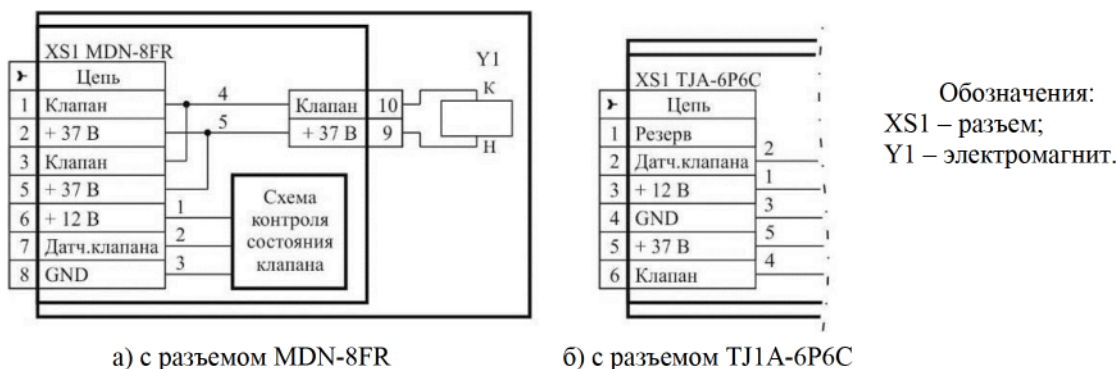 XS1 MDN-8FR
Цепь
1 Клапан
2 + 37 В
3 Клапан
5 + 37 В
6 + 12 В
7 Датч.клапана
8 GND
4
5
1
2
3
Схема
контроля
состояния
клапана
Клапан 10
+ 37 В 9
Y1
К
Н
а) с разъемом MDN-8FR
XS1 TJA-6P6C
Цепь
1 Резерв
2 Датч.клапана 2
3 + 12 В 1
4 GND 3
5 + 37 В 5
6 Клапан 4
б) с разъемом TJ1A-6P6C
Обозначения:
XS1 – разъем;
Y1 – электромагнит.